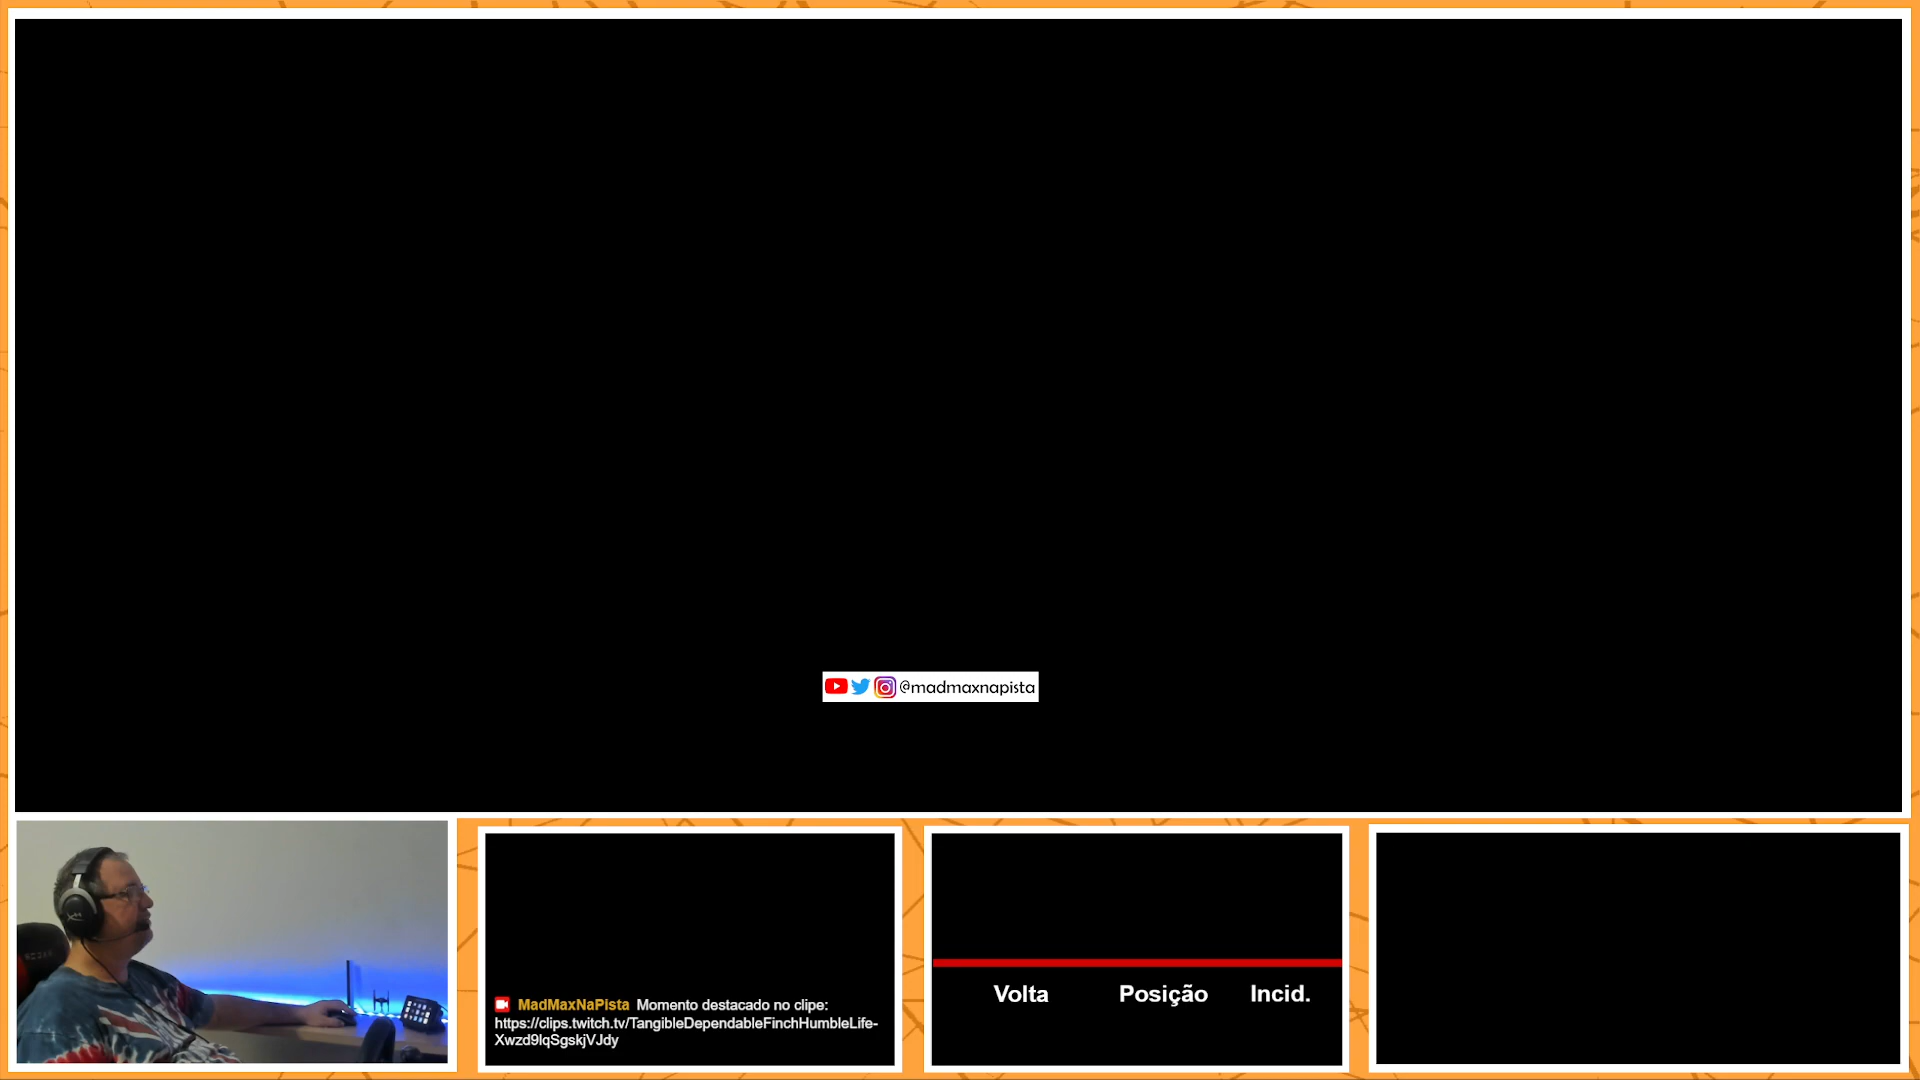 @madmaxnapista
MadMaxNaPista Momento destacado no clipe:
https://clips.twitch.tv/TangibleDependableFinchHumbleLife-
Xwzd9lqSgskjVJdy
Volta Posição Incid.